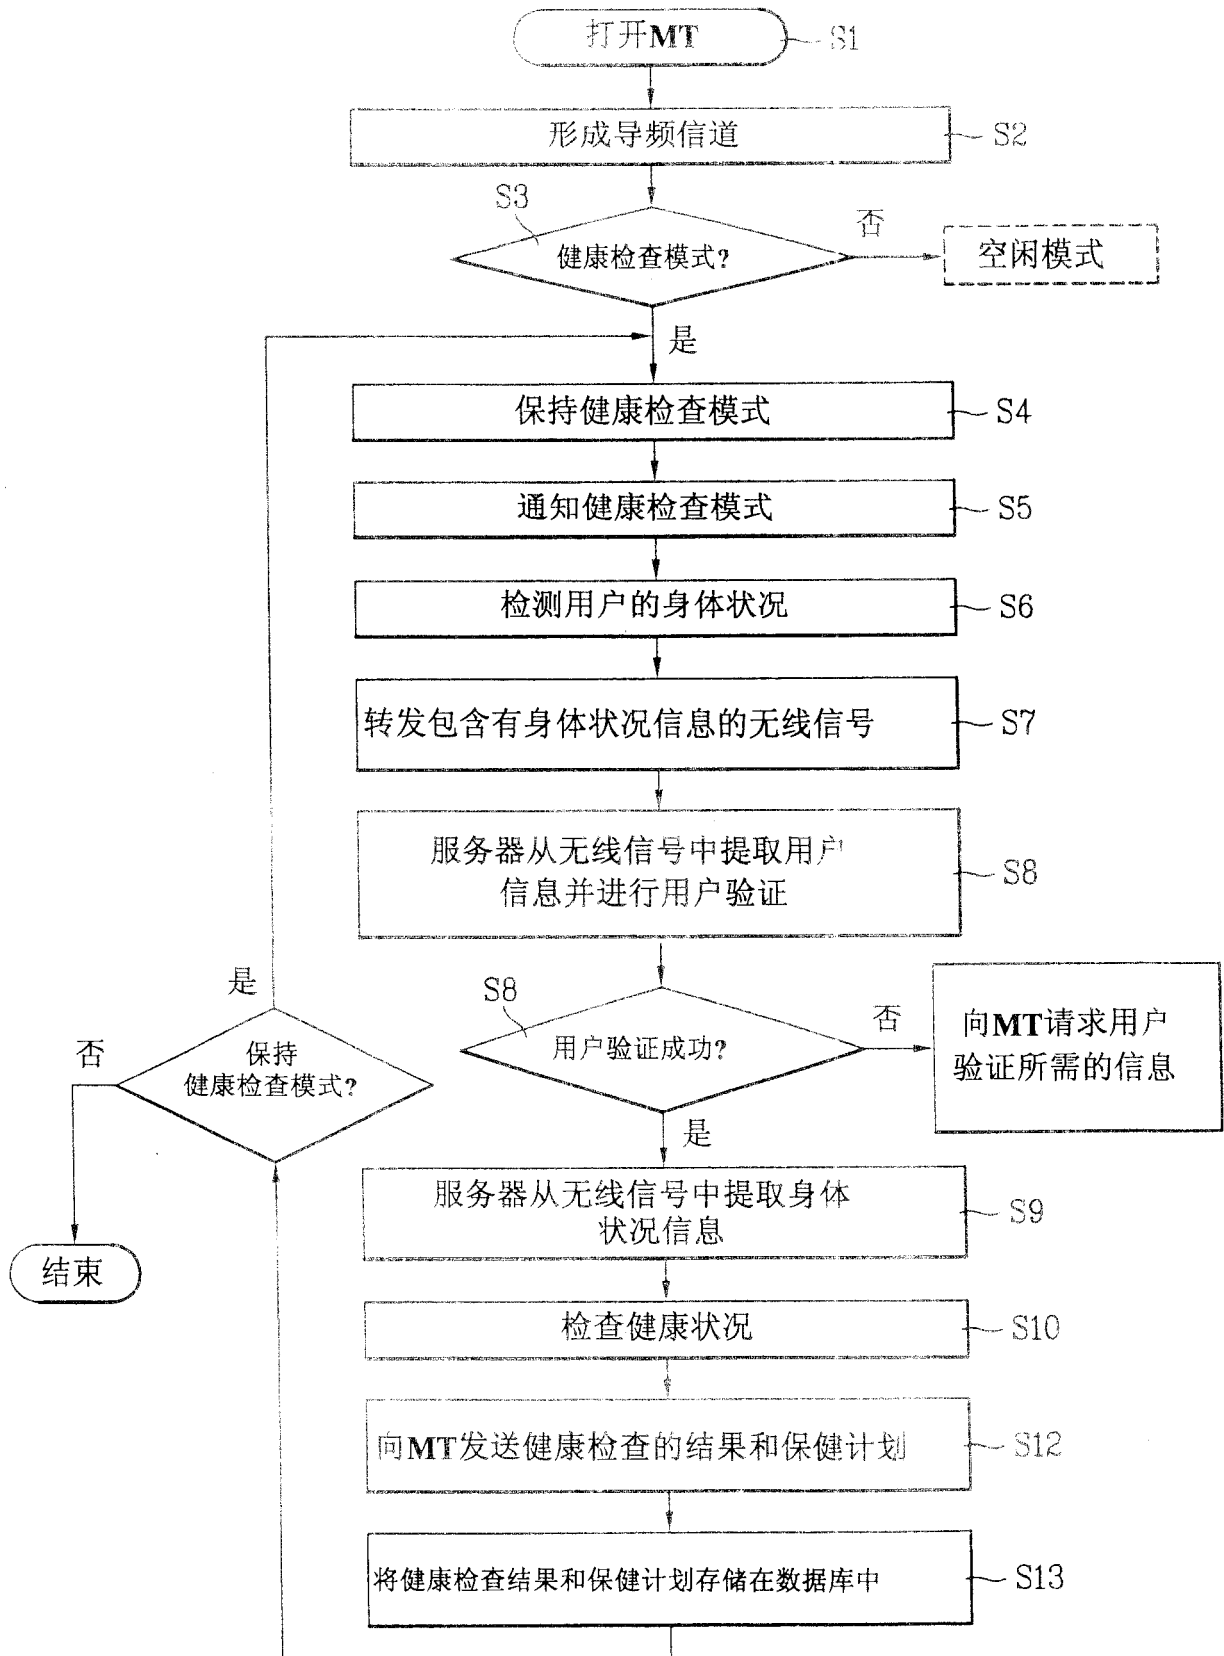 打开MT
S1
形成导频信道
S2
S3
健康检查模式?
否
空闲模式
是
保持健康检查模式
S4
通知健康检查模式
S5
检测用户的身体状况
S6
转发包含有身体状况信息的无线信号
S7
服务器从无线信号中提取用户
信息并进行用户验证
S8
S8
用户验证成功?
否
向MT请求用户
验证所需的信息
是
是
保持
健康检查模式?
否
结束
服务器从无线信号中提取身体
状况信息
S9
检查健康状况
S10
向MT发送健康检查的结果和保健计划
S12
将健康检查结果和保健计划存储在数据库中
S13